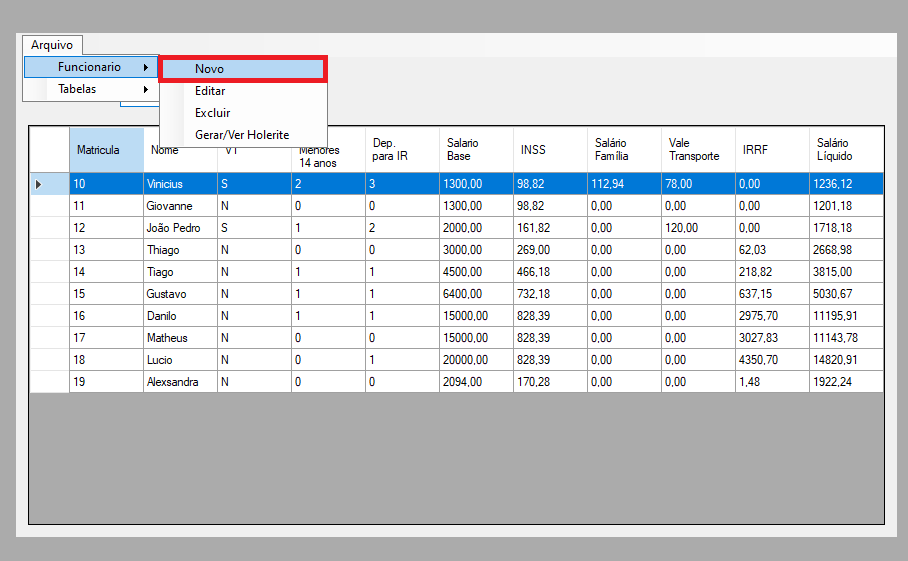 Arquivo
Funcionario
Tabelas
Novo
Editar
Excluir
Gerar/Ver Holerite
Matricula Nome VT Menores 14 anos Dep. para IR Salario Base INSS Salário Família Vale Transporte IRRF Salário Líquido
10 Vinicius S 2 3 1300,00 98,82 112,94 78,00 0,00 1236,12
11 Giovanne N 0 0 1300,00 98,82 0,00 0,00 0,00 1201,18
12 João Pedro S 1 2 2000,00 161,82 0,00 120,00 0,00 1718,18
13 Thiago N 0 0 3000,00 269,00 0,00 0,00 62,03 2668,98
14 Tiago N 1 1 4500,00 466,18 0,00 0,00 218,82 3815,00
15 Gustavo N 1 1 6400,00 732,18 0,00 0,00 637,15 5030,67
16 Danilo N 1 1 15000,00 828,39 0,00 0,00 2975,70 11195,91
17 Matheus N 0 0 15000,00 828,39 0,00 0,00 3027,83 11143,78
18 Lucio N 0 1 20000,00 828,39 0,00 0,00 4350,70 14820,91
19 Alexsandra N 0 0 2094,00 170,28 0,00 0,00 1,48 1922,24